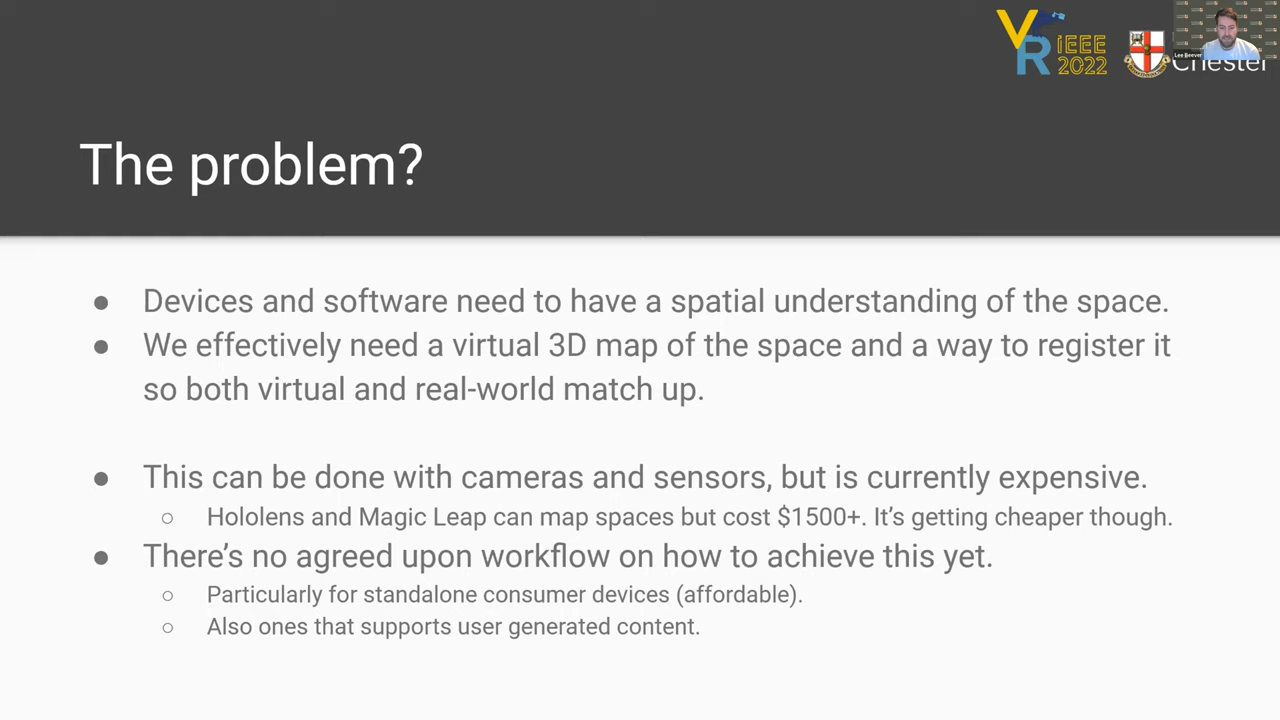 VR IEEE
2022
Lee Beever
Chester
The problem?
● Devices and software need to have a spatial understanding of the space.
● We effectively need a virtual 3D map of the space and a way to register it
so both virtual and real-world match up.
● This can be done with cameras and sensors, but is currently expensive.
○ Hololens and Magic Leap can map spaces but cost $1500+. It’s getting cheaper though.
● There’s no agreed upon workflow on how to achieve this yet.
○ Particularly for standalone consumer devices (affordable).
○ Also ones that supports user generated content.